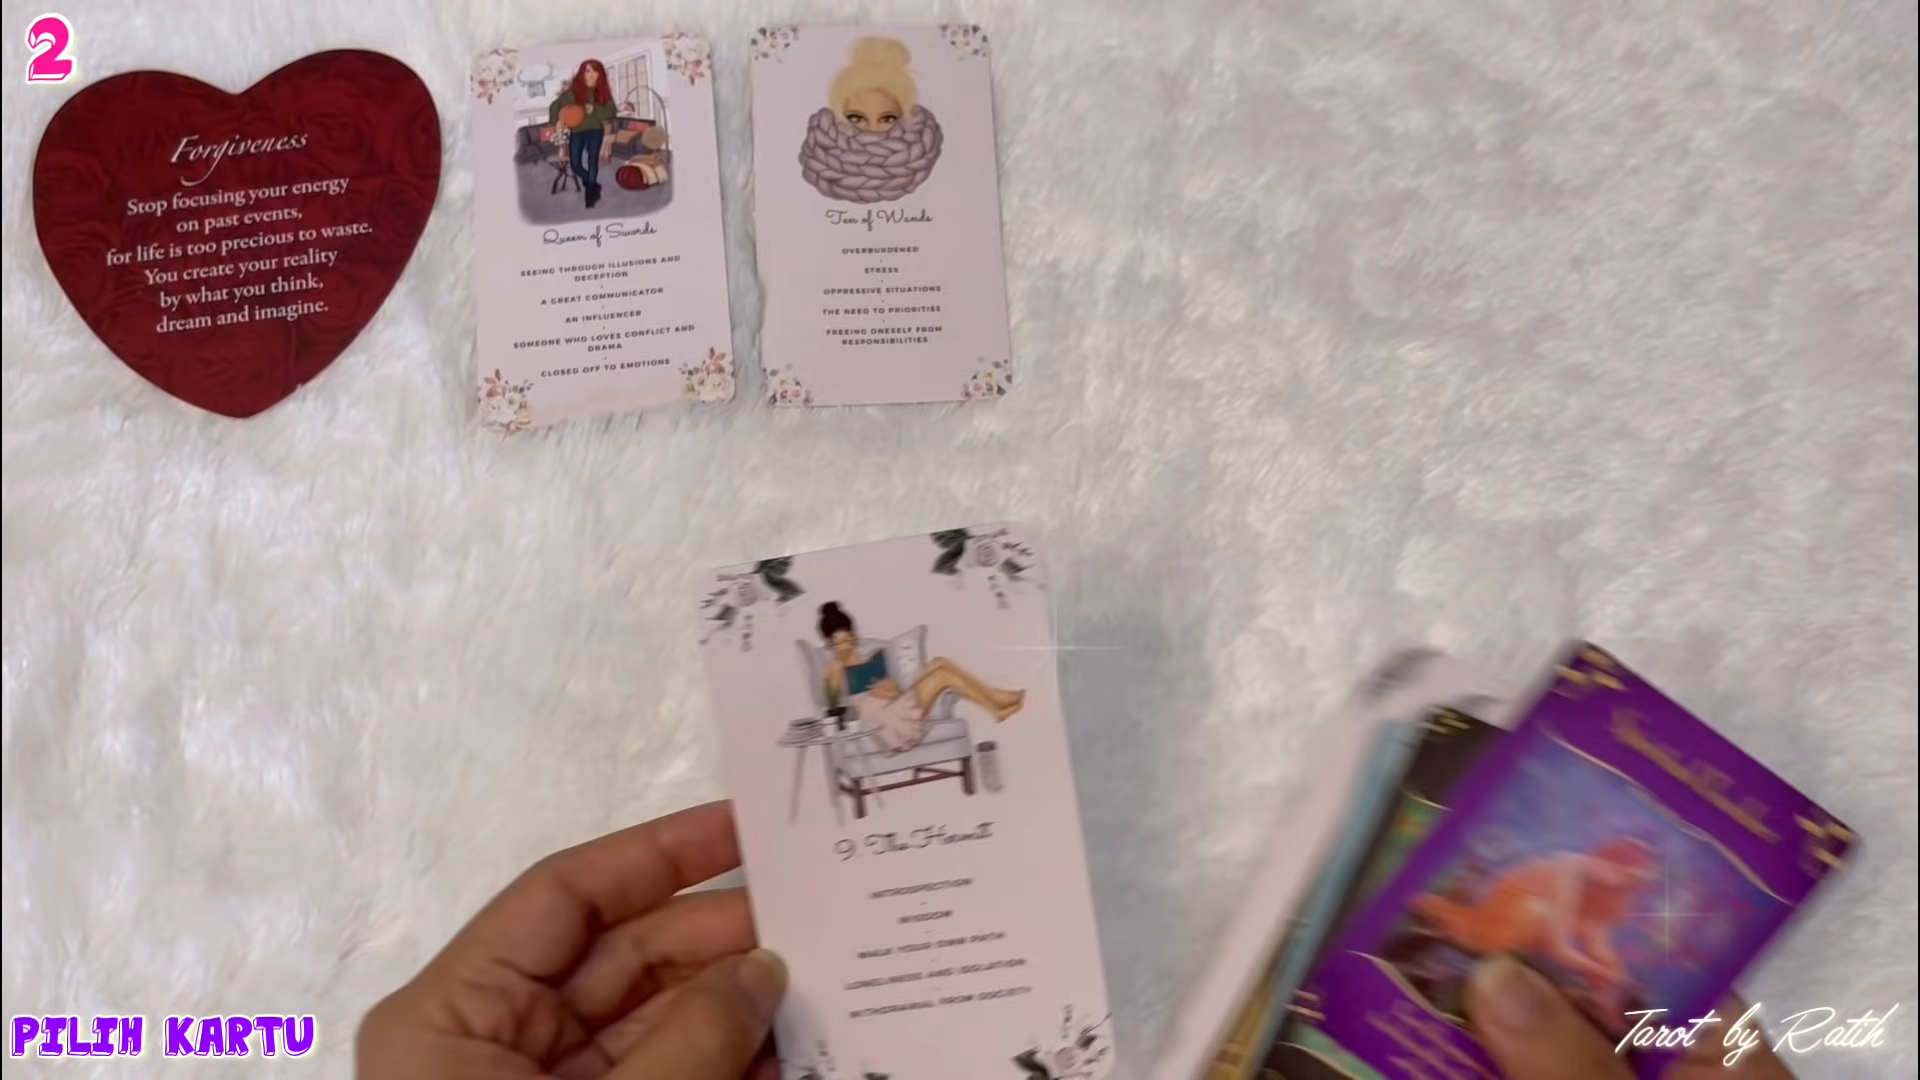 2
Forgiveness
Stop focusing your energy
on past events,
for life is too precious to waste.
You create your reality
by what you think,
dream and imagine.
Queen of Swords
SEEING THROUGH ILLUSIONS AND
DECEPTION
A GREAT COMMUNICATOR
AN INFLUENCER
SOMEONE WHO LOVES CONFLICT AND
DRAMA
CLOSED OFF TO EMOTIONS
Ten of Wands
OVERBURDENED
STRESS
OPPRESSIVE SITUATIONS
THE NEED TO PRIORITISE
FREEING ONESELF FROM
RESPONSIBILITIES
9. The Hermit
INTROSPECTION
WISDOM
WALK YOUR OWN PATH
LONELINESS AND ISOLATION
WITHDRAWAL FROM SOCIETY
PILIH KARTU
Tarot by Ratih